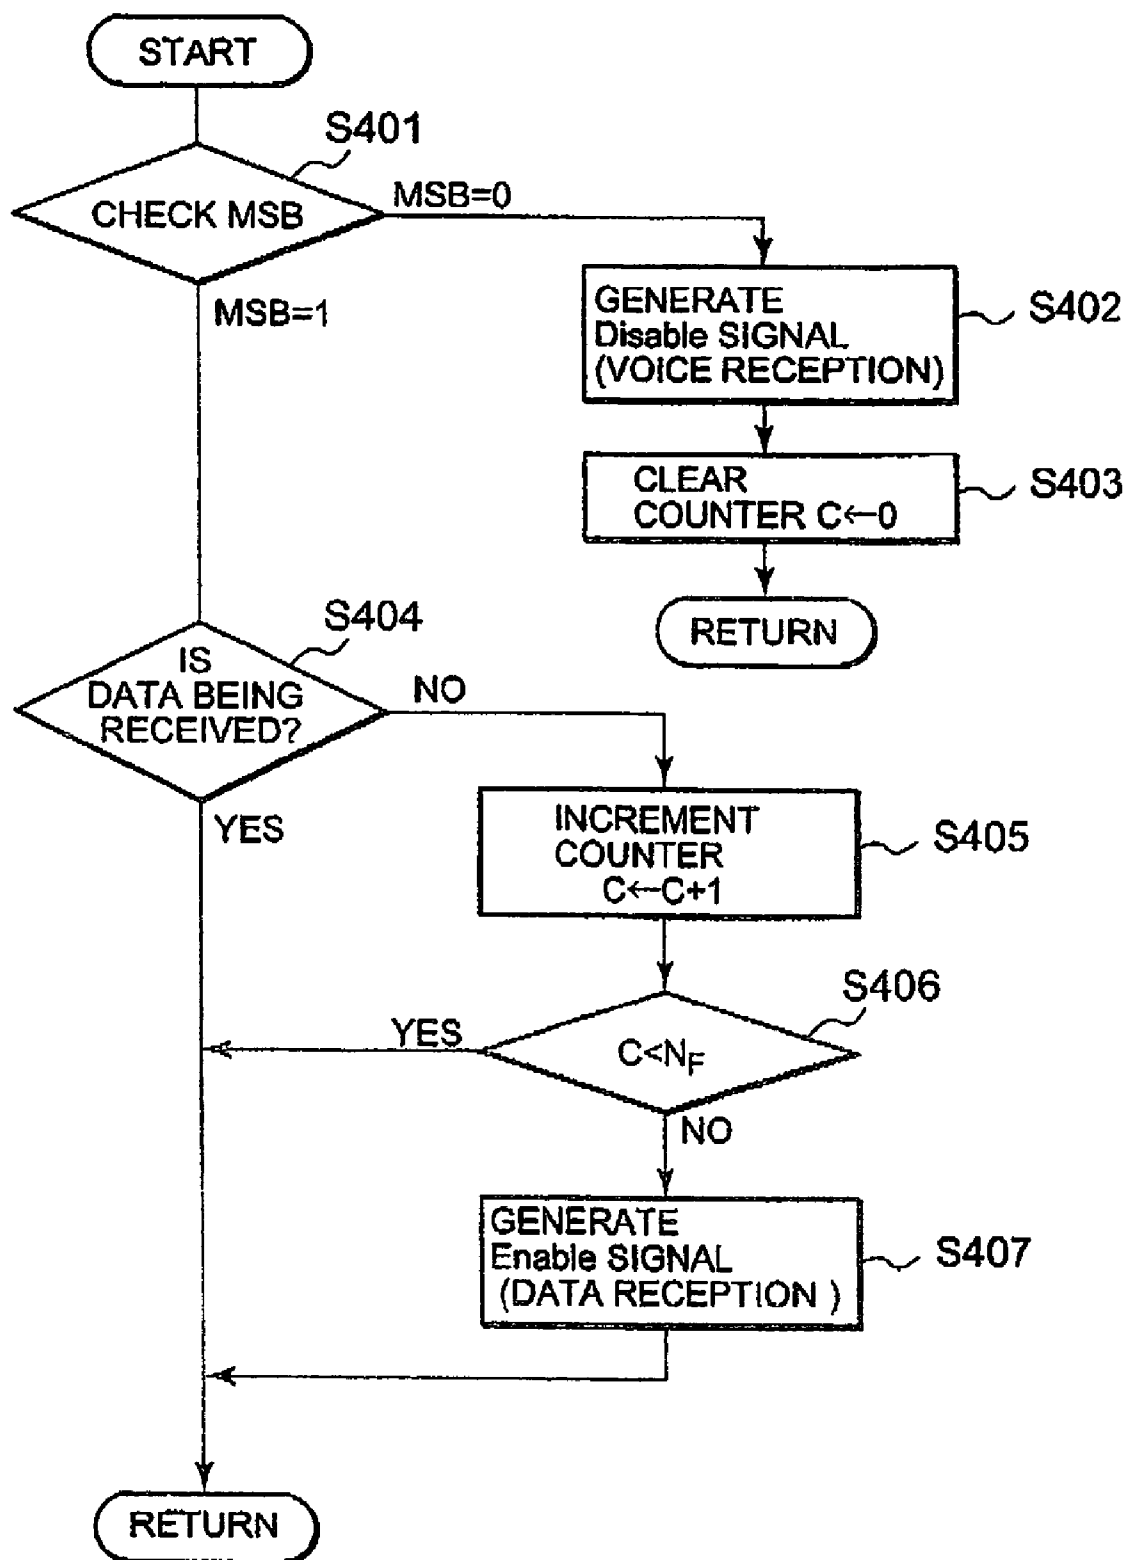 START
S401
CHECK MSB
MSB=0
MSB=1
GENERATE
Disable SIGNAL
(VOICE RECEPTION)
S402
CLEAR
COUNTER C←0
S403
RETURN
S404
IS
DATA BEING
RECEIVED?
NO
YES
INCREMENT
COUNTER
C←C+1
S405
S406
C<N_F
YES
NO
GENERATE
Enable SIGNAL
(DATA RECEPTION )
S407
RETURN